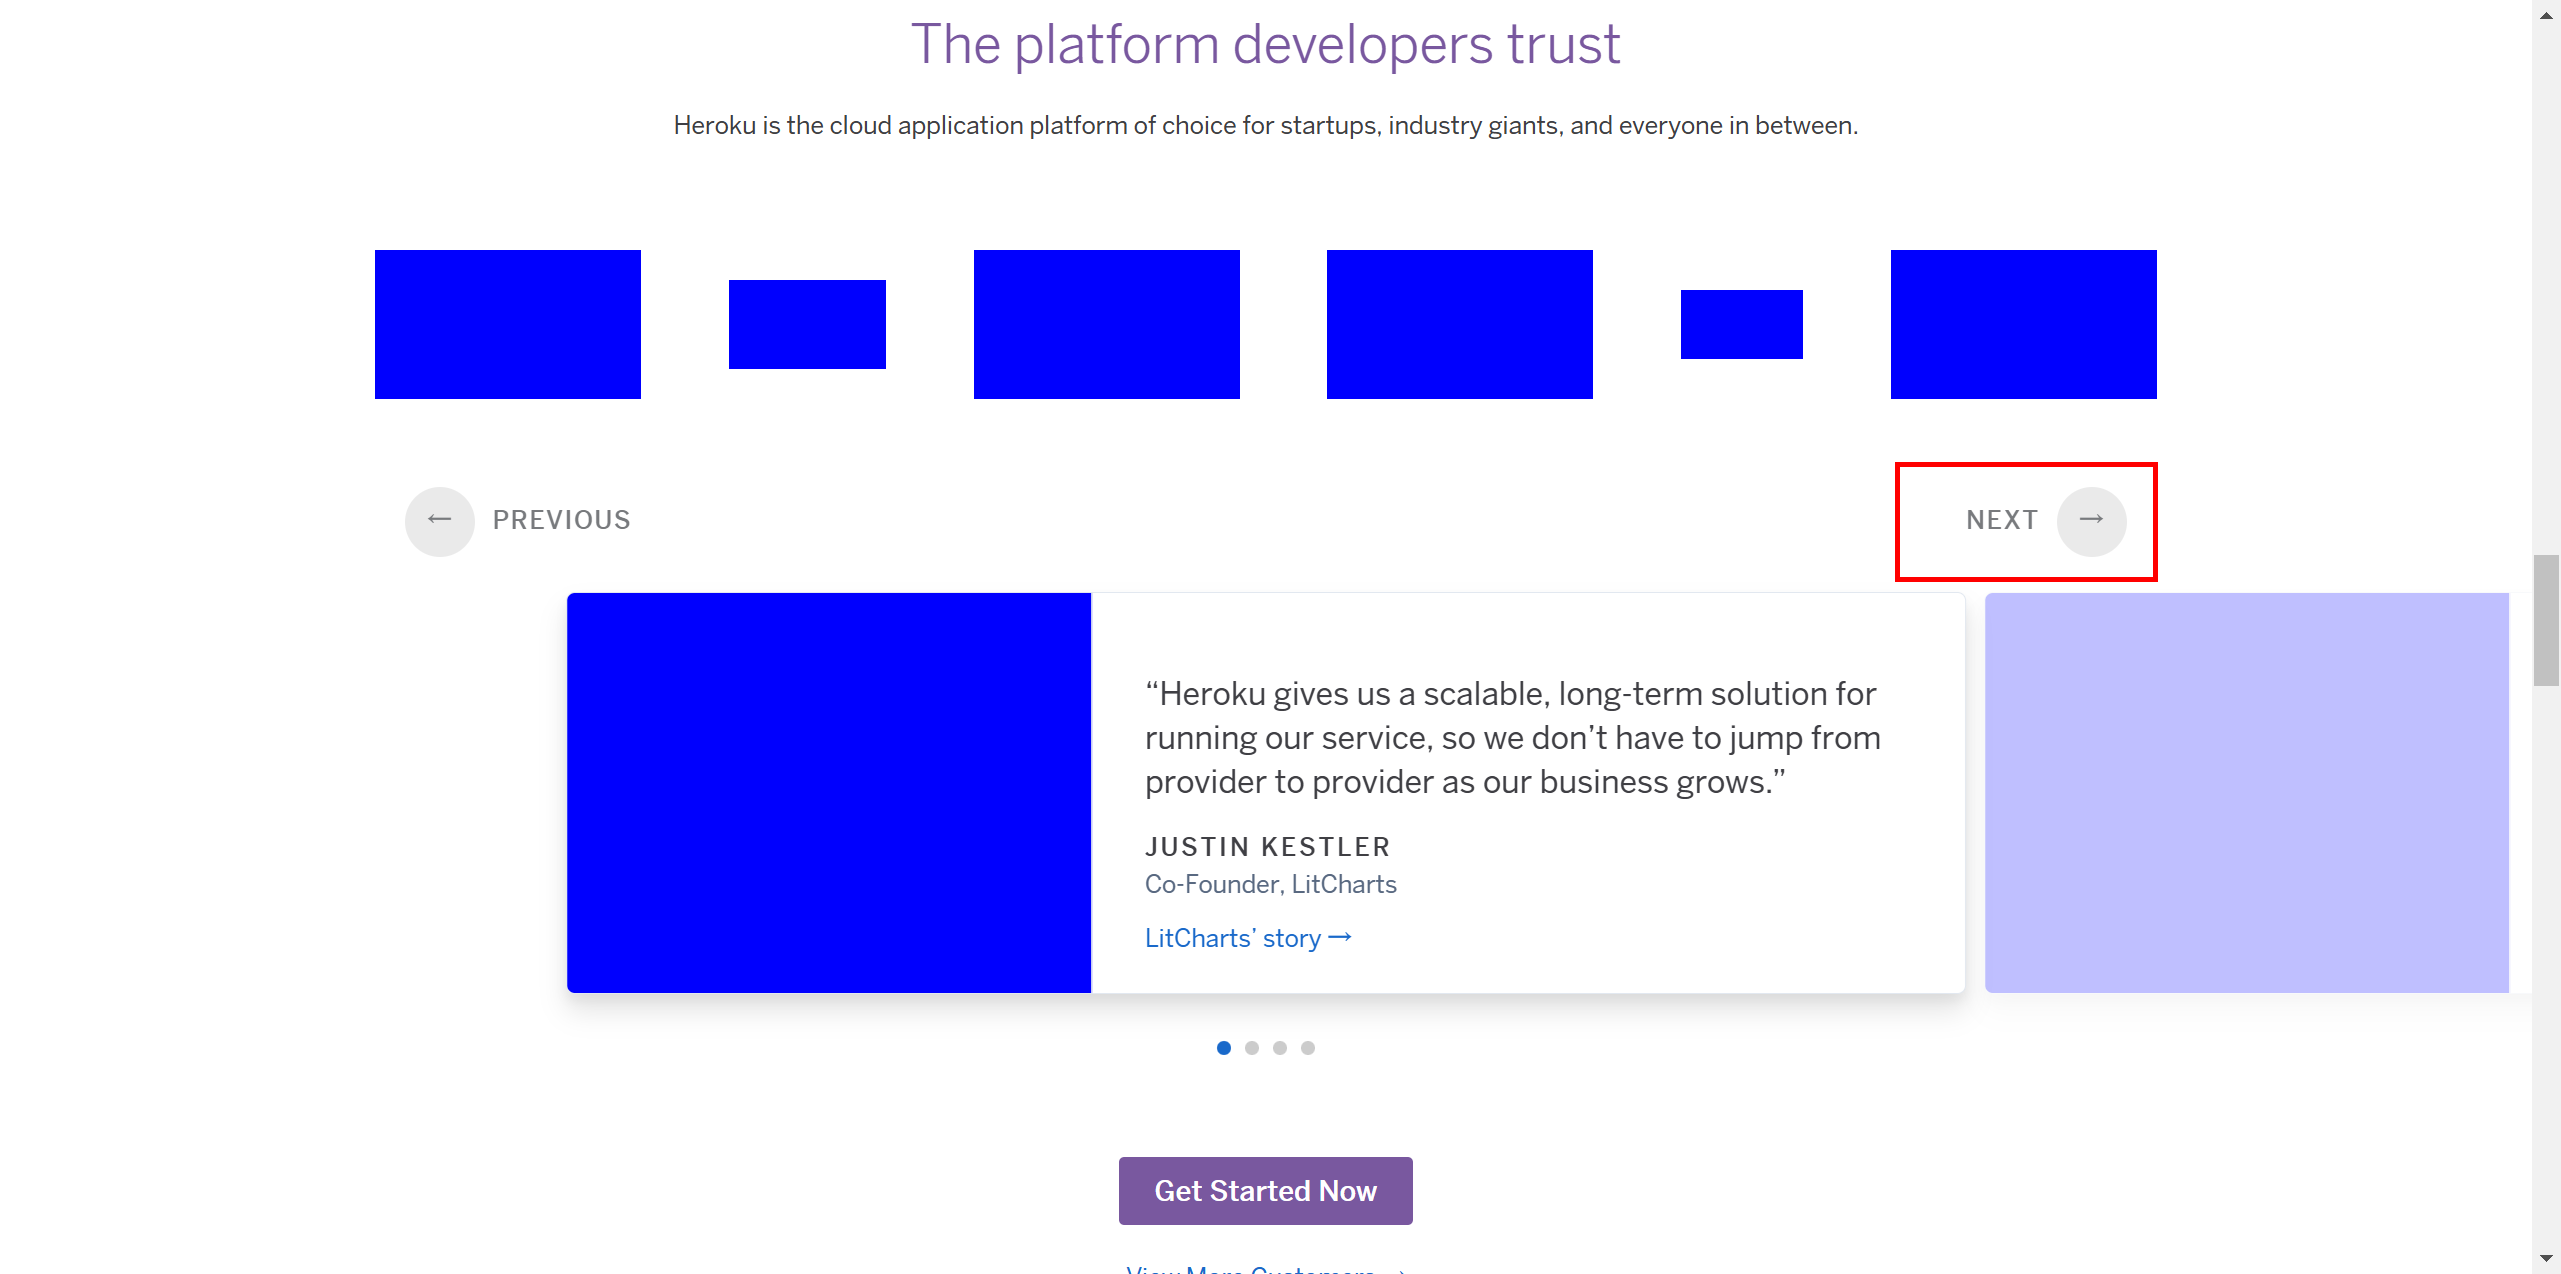 The platform developers trust
Heroku is the cloud application platform of choice for startups, industry giants, and everyone in between.
← PREVIOUS
NEXT →
“Heroku gives us a scalable, long-term solution for
running our service, so we don’t have to jump from
provider to provider as our business grows.”
JUSTIN KESTLER
Co-Founder, LitCharts
LitCharts’ story →
Get Started Now
View More Customers →